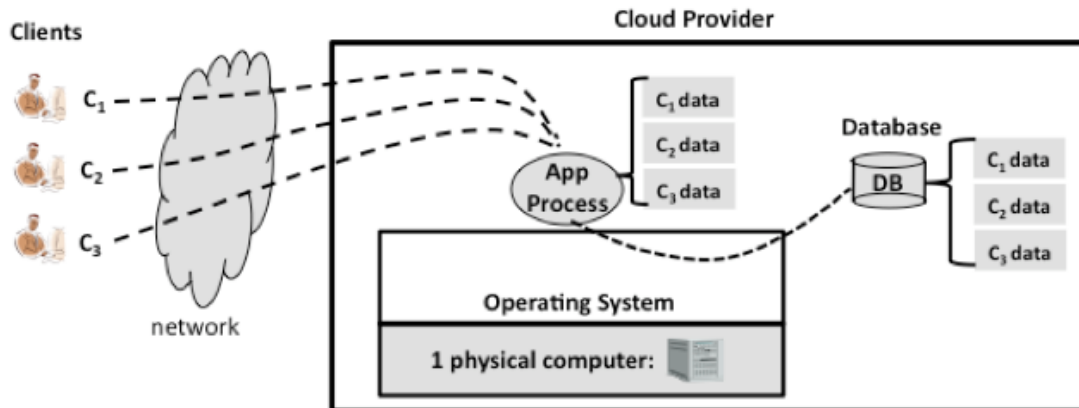 Cloud Provider
Clients
C1
C2
C3
network
App
Process
C1 data
C2 data
C3 data
Database
DB
C1 data
C2 data
C3 data
Operating System
1 physical computer: